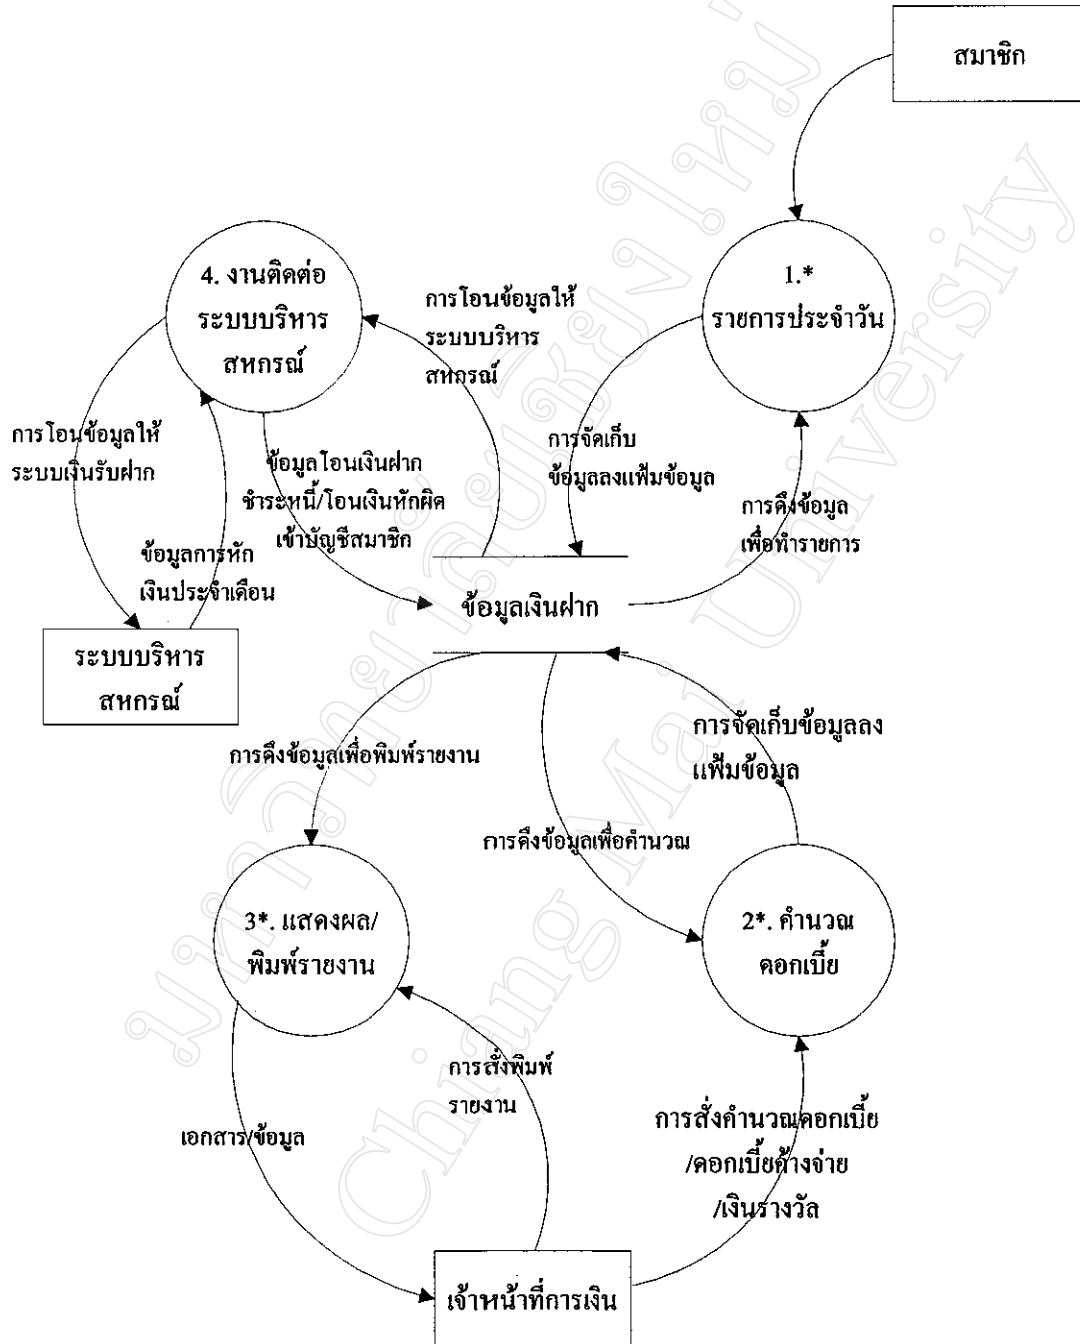 สมาชิก
1.*
รายการประจำวัน
4. งานติดต่อ
ระบบบริหาร
สหกรณ์
การโอนข้อมูลให้
ระบบบริหาร
สหกรณ์
การโอนข้อมูลให้
ระบบเงินรับฝาก
ข้อมูลโอนเงินฝาก
ชำระหนี้/โอนเงินหักผิด
เข้าบัญชีสมาชิก
การจัดเก็บ
ข้อมูลลงแฟ้มข้อมูล
การดึงข้อมูล
เพื่อทำรายการ
ข้อมูลการหัก
เงินประจำเดือน
ข้อมูลเงินฝาก
ระบบบริหาร
สหกรณ์
การจัดเก็บข้อมูลลง
แฟ้มข้อมูล
การดึงข้อมูลเพื่อพิมพ์รายงาน
การดึงข้อมูลเพื่อคำนวณ
3*. แสดงผล/
พิมพ์รายงาน
2*. คำนวณ
ดอกเบี้ย
การสั่งพิมพ์
รายงาน
เอกสาร/ข้อมูล
การสั่งคำนวณดอกเบี้ย
/ดอกเบี้ยค้างจ่าย
/เงินรางวัล
เจ้าหน้าที่การเงิน
มหาวิทยาลัยเชียงใหม่
Chiang Mai University